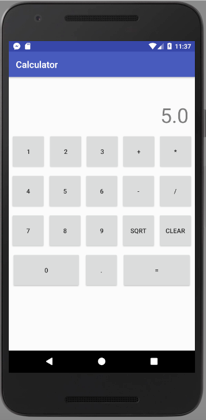 11:37
Calculator
5.0
1 2 3 + *
4 5 6 - /
7 8 9 SQRT CLEAR
0 . =